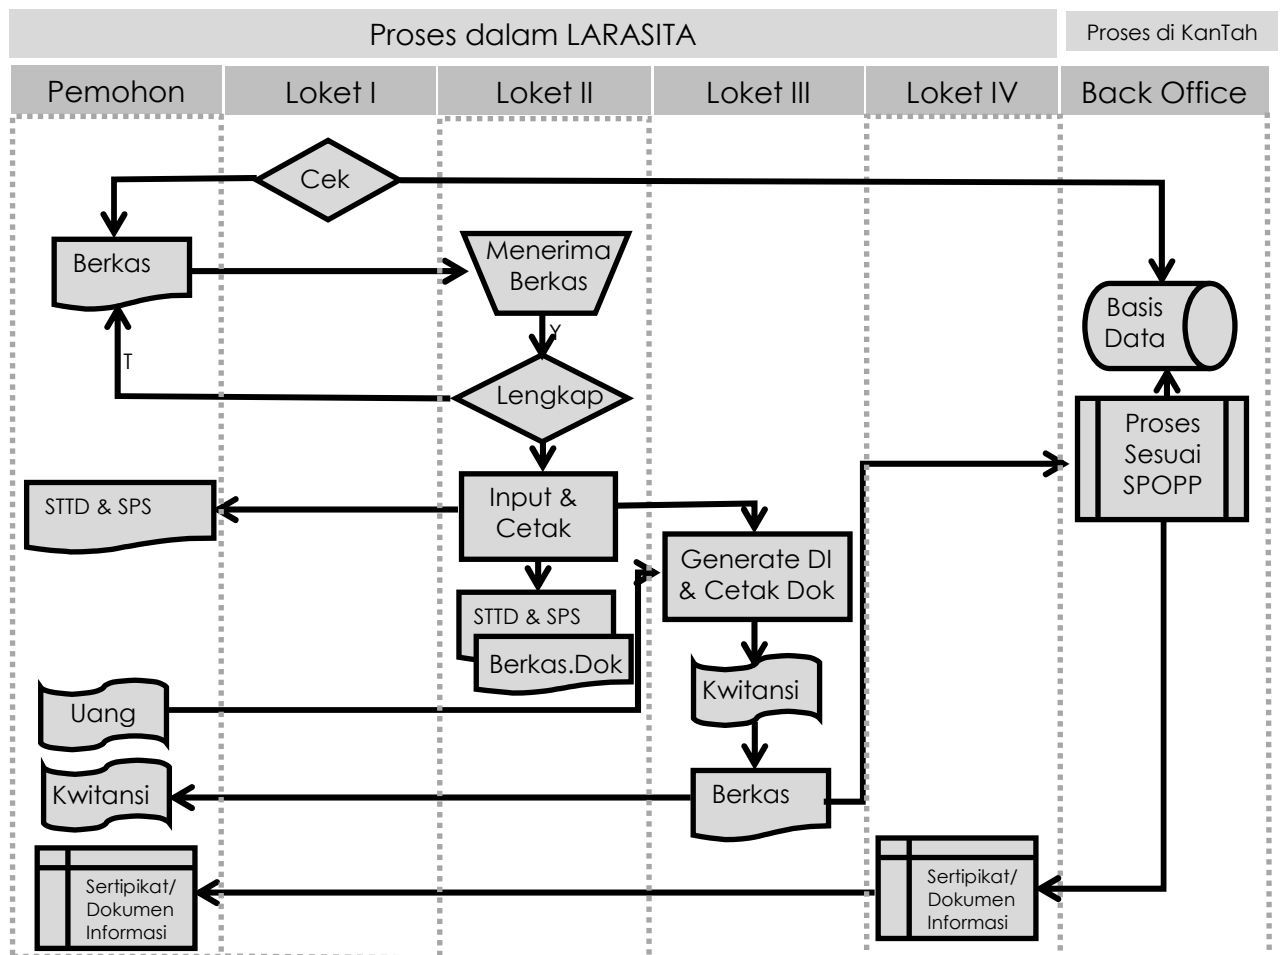 Proses dalam LARASITA
Proses di KanTah
Pemohon
Loket I
Loket II
Loket III
Loket IV
Back Office
Cek
Berkas
Menerima
Berkas
Y
Basis
Data
T
Lengkap
Proses
Sesuai
SPOPP
STTD & SPS
Input &
Cetak
Generate DI
& Cetak Dok
STTD & SPS
Berkas.Dok
Kwitansi
Uang
Kwitansi
Berkas
Sertipikat/
Dokumen
Informasi
Sertipikat/
Dokumen
Informasi